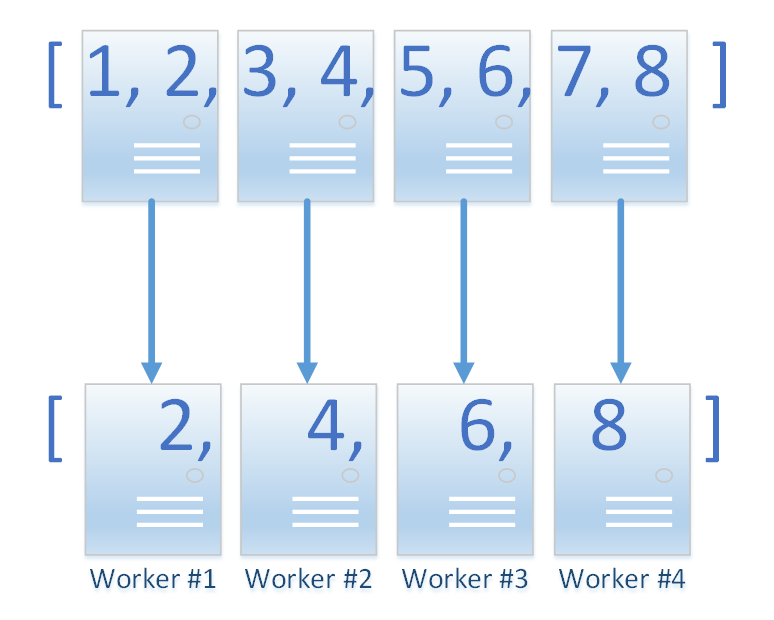 [ 1, 2, 3, 4, 5, 6, 7, 8 ]
[ 2, 4, 6, 8 ]
Worker #1 Worker #2 Worker #3 Worker #4